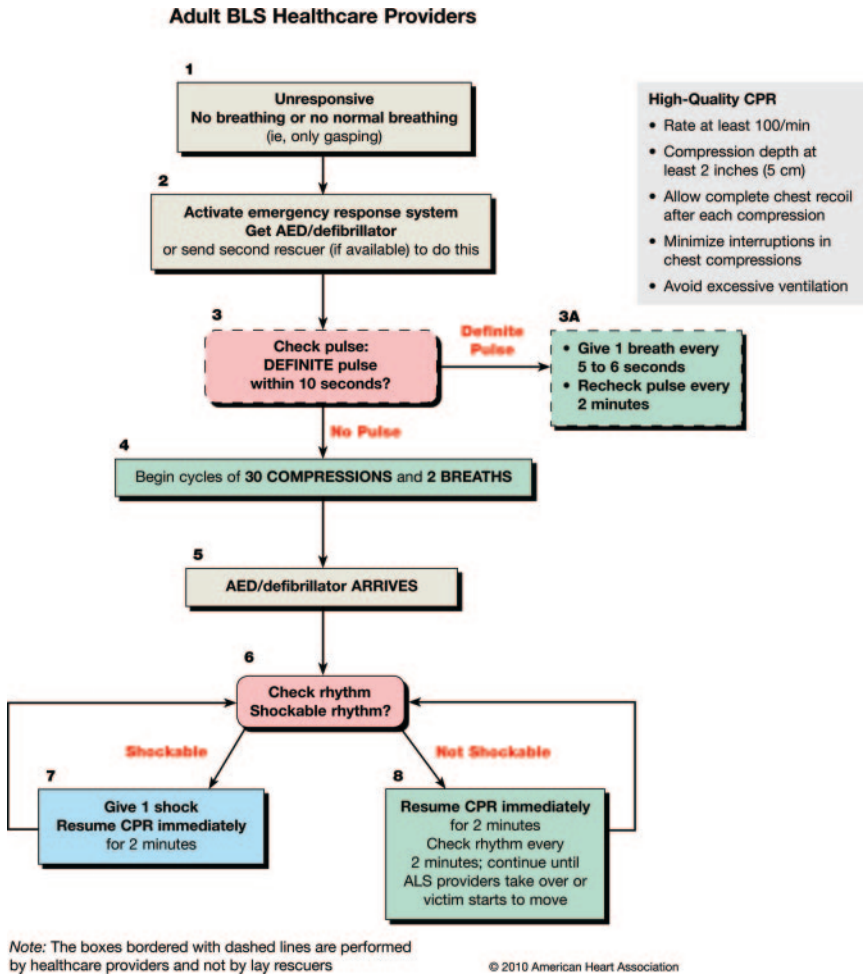 Adult BLS Healthcare Providers
1
Unresponsive
No breathing or no normal breathing
(ie, only gasping)
High-Quality CPR
• Rate at least 100/min
• Compression depth at
least 2 inches (5 cm)
• Allow complete chest recoil
after each compression
• Minimize interruptions in
chest compressions
• Avoid excessive ventilation
2
Activate emergency response system
Get AED/defibrillator
or send second rescuer (if available) to do this
3
Check pulse:
DEFINITE pulse
within 10 seconds?
Definite
Pulse
3A
• Give 1 breath every
5 to 6 seconds
• Recheck pulse every
2 minutes
No Pulse
4
Begin cycles of 30 COMPRESSIONS and 2 BREATHS
5
AED/defibrillator ARRIVES
6
Check rhythm
Shockable rhythm?
Shockable
Not Shockable
7
Give 1 shock
Resume CPR immediately
for 2 minutes
8
Resume CPR immediately
for 2 minutes
Check rhythm every
2 minutes; continue until
ALS providers take over or
victim starts to move
Note: The boxes bordered with dashed lines are performed
by healthcare providers and not by lay rescuers
© 2010 American Heart Association